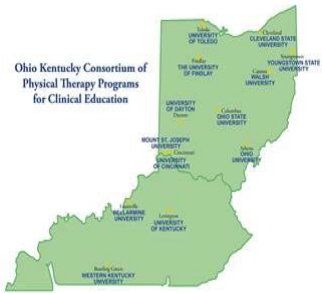 Ohio Kentucky Consortium of
Physical Therapy Programs
for Clinical Education
Toledo
UNIVERSITY
OF TOLEDO
Cleveland
CLEVELAND STATE
UNIVERSITY
Findlay
THE UNIVERSITY
OF FINDLAY
Youngstown
YOUNGSTOWN STATE
UNIVERSITY
Canton
WALSH
UNIVERSITY
UNIVERSITY
OF DAYTON
Dayton
Columbus
OHIO STATE
UNIVERSITY
MOUNT ST. JOSEPH
UNIVERSITY
Cincinnati
UNIVERSITY
OF CINCINNATI
Athens
OHIO
UNIVERSITY
Louisville
BELLARMINE
UNIVERSITY
Lexington
UNIVERSITY
OF KENTUCKY
Bowling Green
WESTERN KENTUCKY
UNIVERSITY